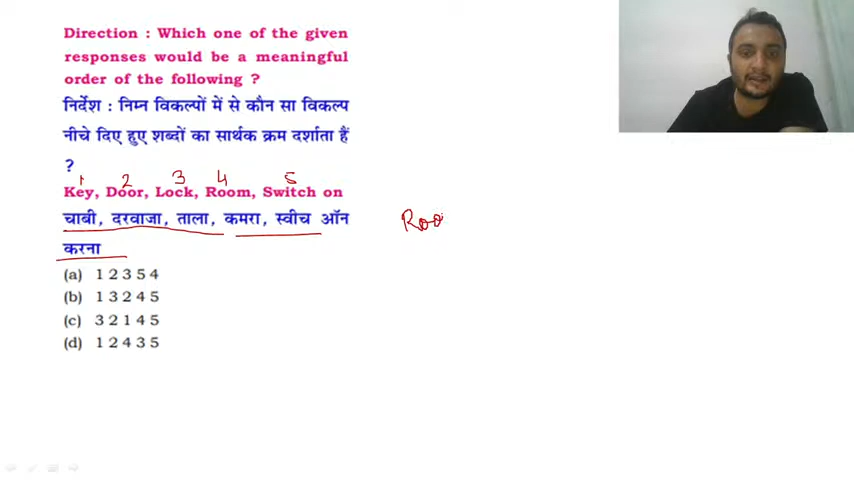 Direction : Which one of the given
responses would be a meaningful
order of the following ?
निर्देश : निम्न विकल्पों में से कौन सा विकल्प
नीचे दिए हुए शब्दों का सार्थक क्रम दर्शाता हैं
?
1 2 3 4 5
Key, Door, Lock, Room, Switch on
चाबी, दरवाजा, ताला, कमरा, स्वीच ऑन
Roo
करना
(a) 1 2 3 5 4
(b) 1 3 2 4 5
(c) 3 2 1 4 5
(d) 1 2 4 3 5